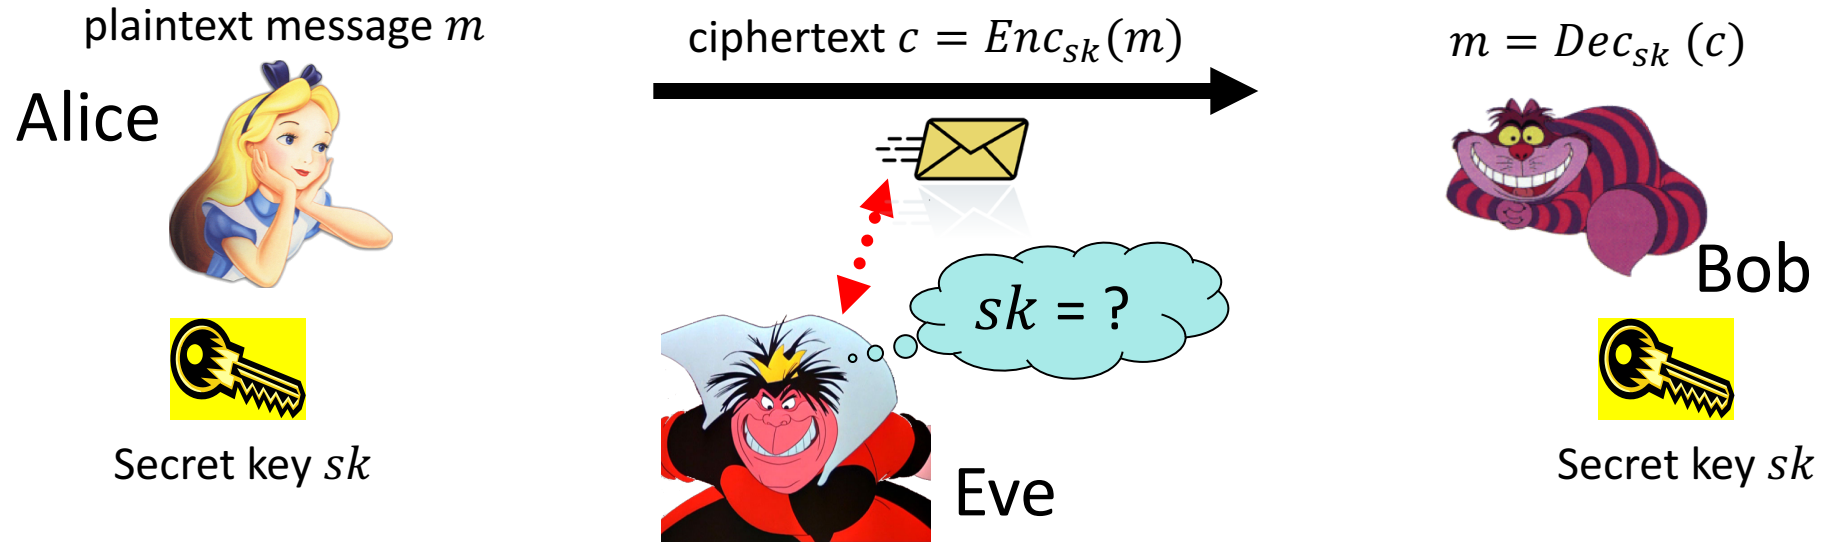 plaintext message m
ciphertext c = Enc_sk(m)
m = Dec_sk (c)
Alice
Bob
sk = ?
Secret key sk
Eve
Secret key sk